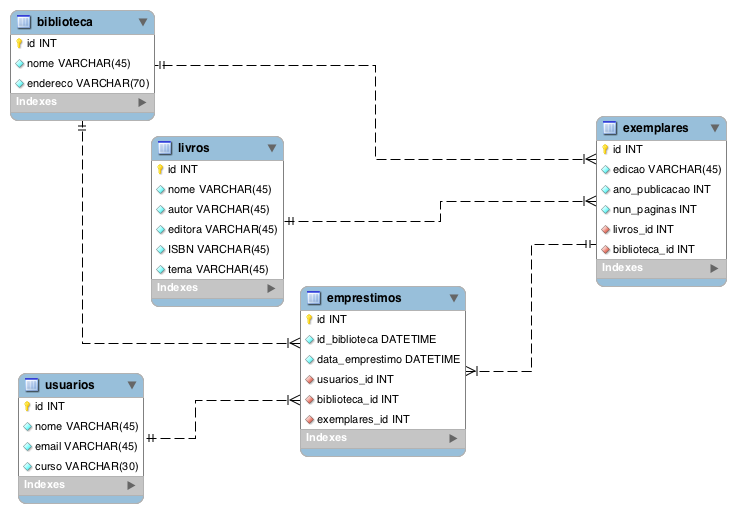 biblioteca
id INT
nome VARCHAR(45)
endereco VARCHAR(70)
Indexes
livros
id INT
nome VARCHAR(45)
autor VARCHAR(45)
editora VARCHAR(45)
ISBN VARCHAR(45)
tema VARCHAR(45)
Indexes
exemplares
id INT
edicao VARCHAR(45)
ano_publicacao INT
nun_paginas INT
livros_id INT
biblioteca_id INT
Indexes
emprestimos
id INT
id_biblioteca DATETIME
data_emprestimo DATETIME
usuarios_id INT
biblioteca_id INT
exemplares_id INT
Indexes
usuarios
id INT
nome VARCHAR(45)
email VARCHAR(45)
curso VARCHAR(30)
Indexes